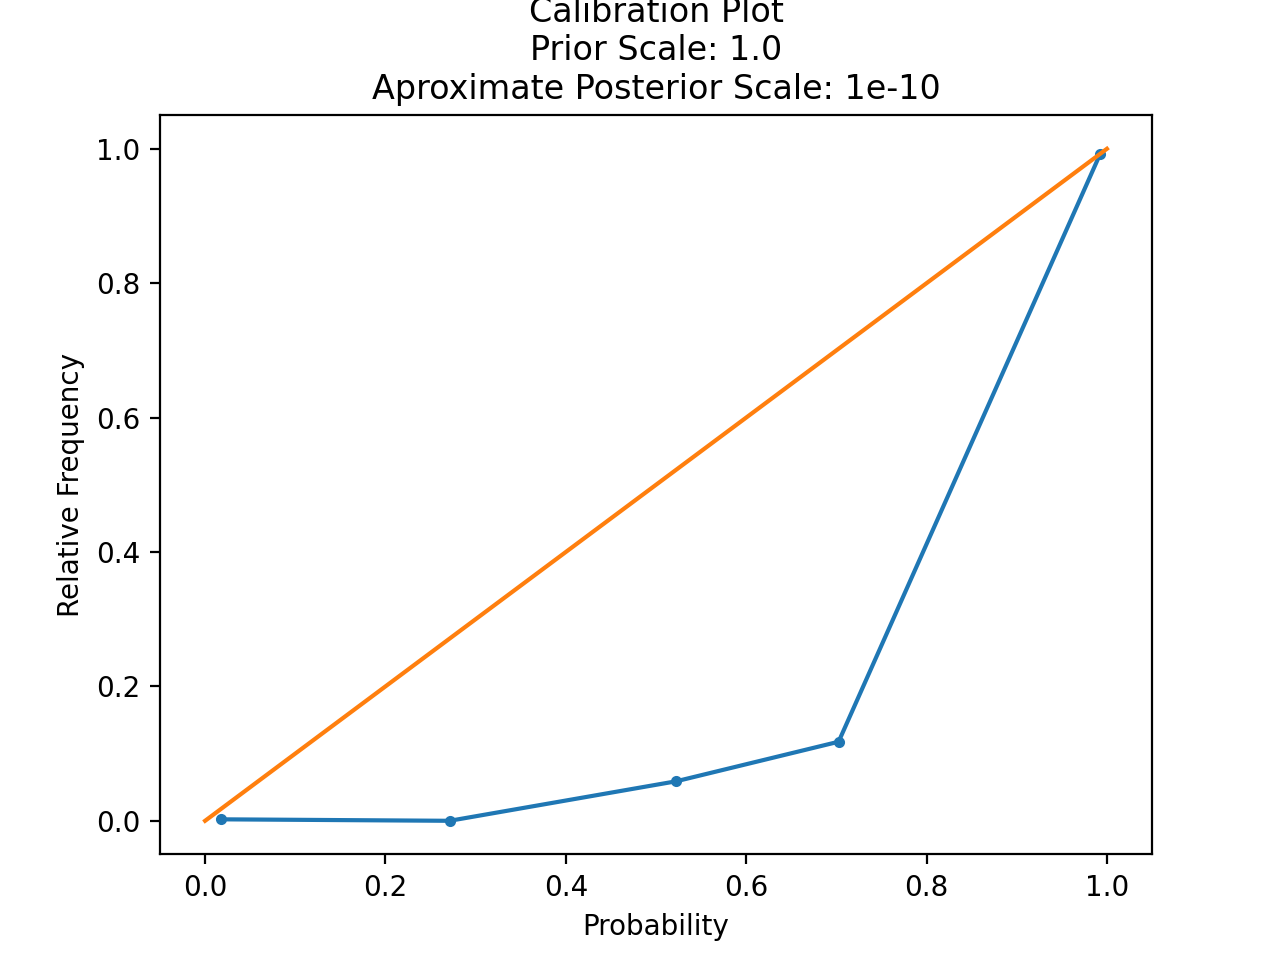 Calibration Plot
Prior Scale: 1.0
Aproximate Posterior Scale: 1e-10
1.0
0.8
0.6
0.4
0.2
0.0
Relative Frequency
0.0 0.2 0.4 0.6 0.8 1.0
Probability